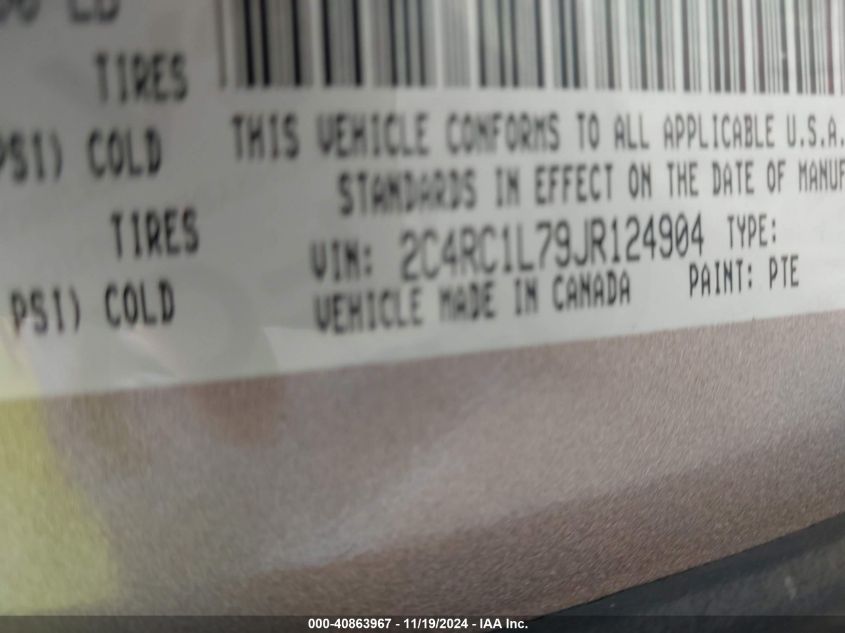 LB
TIRES
PSI) COLD
THIS VEHICLE CONFORMS TO ALL APPLICABLE U.S.A.
STANDARDS IN EFFECT ON THE DATE OF MANUF
TIRES
VIN: 2C4RC1L79JR124904 TYPE:
PSI) COLD
VEHICLE MADE IN CANADA PAINT: PTE
000-40863967 - 11/19/2024 - IAA Inc.